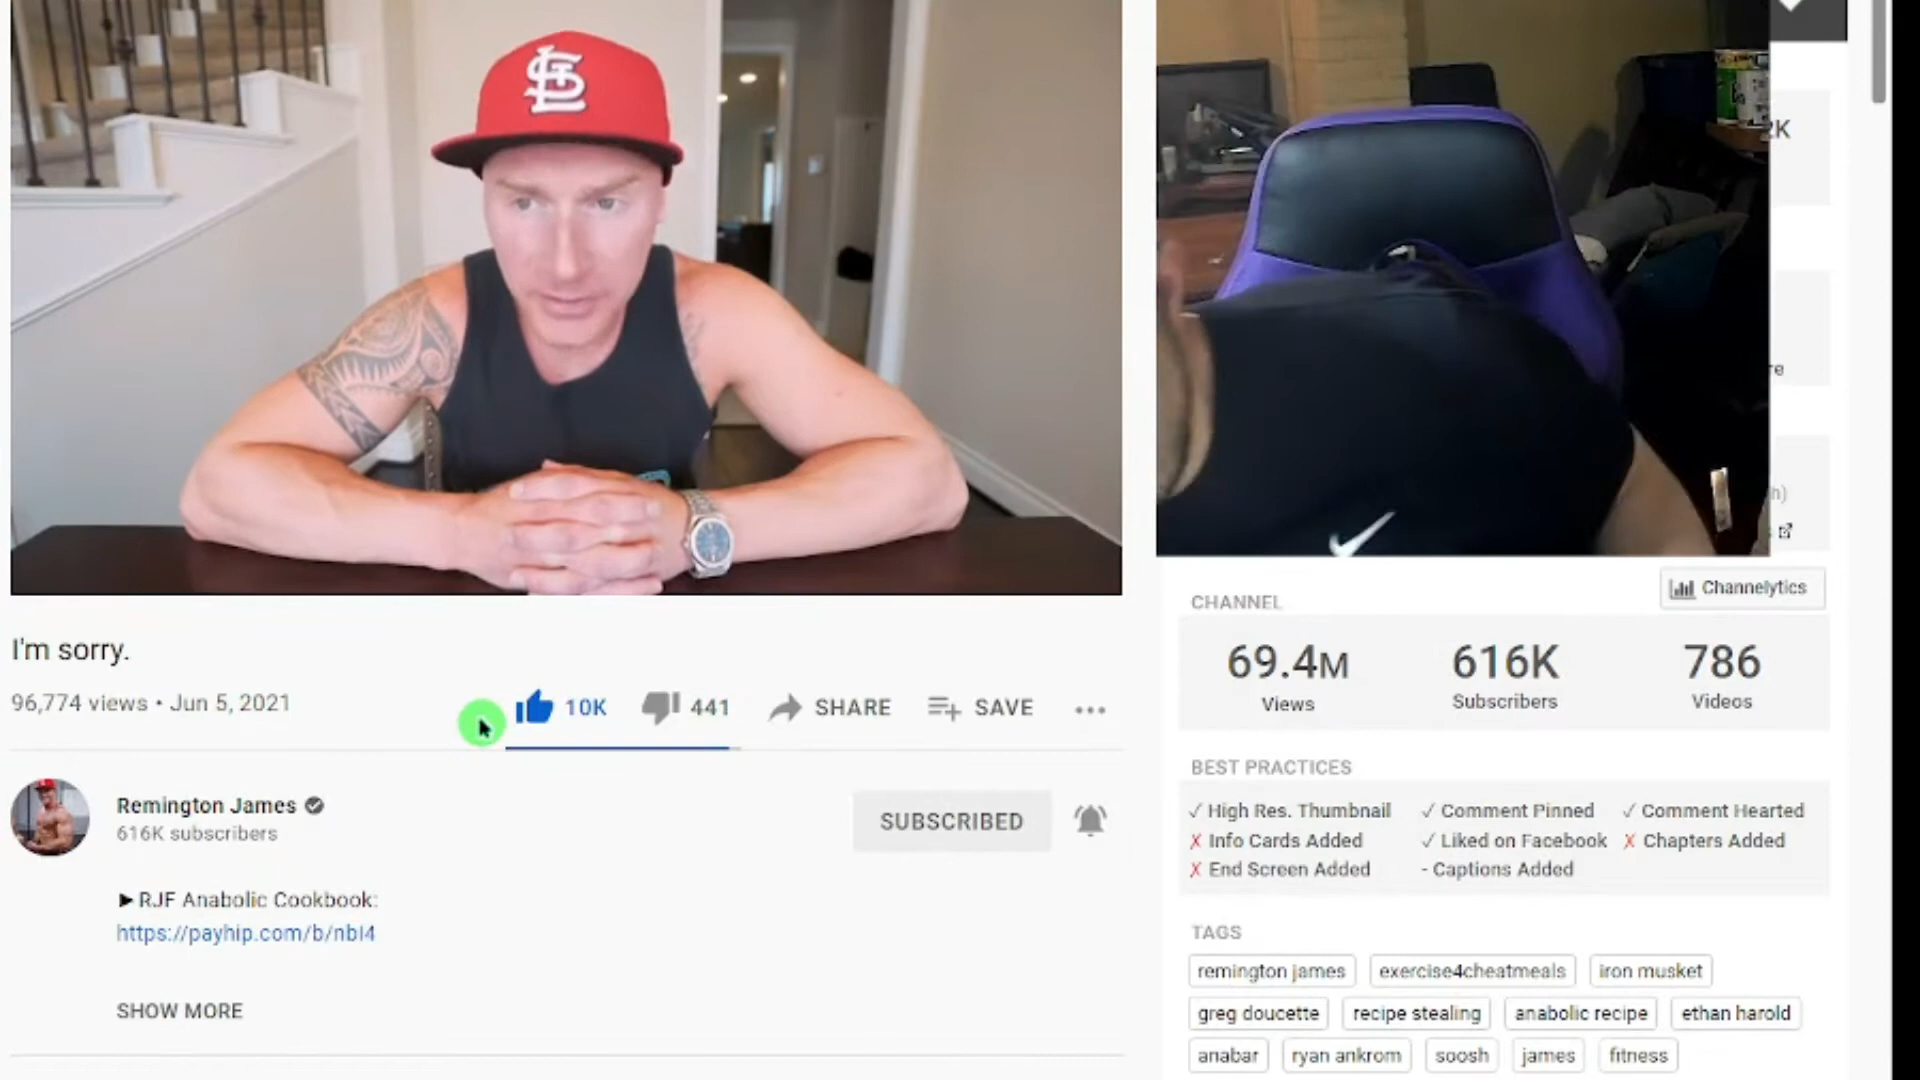 STL
I'm sorry.
96,774 views • Jun 5, 2021
10K
441
SHARE
SAVE
Remington James
616K subscribers
SUBSCRIBED
►RJF Anabolic Cookbook:
https://payhip.com/b/nbI4
SHOW MORE
2K
re
h)
CHANNEL
Channelytics
69.4M
Views
616K
Subscribers
786
Videos
BEST PRACTICES
✓ High Res. Thumbnail
✓ Comment Pinned
✓ Comment Hearted
✗ Info Cards Added
✓ Liked on Facebook
✗ Chapters Added
✗ End Screen Added
- Captions Added
TAGS
remington james
exercise4cheatmeals
iron musket
greg doucette
recipe stealing
anabolic recipe
ethan harold
anabar
ryan ankrom
soosh
james
fitness